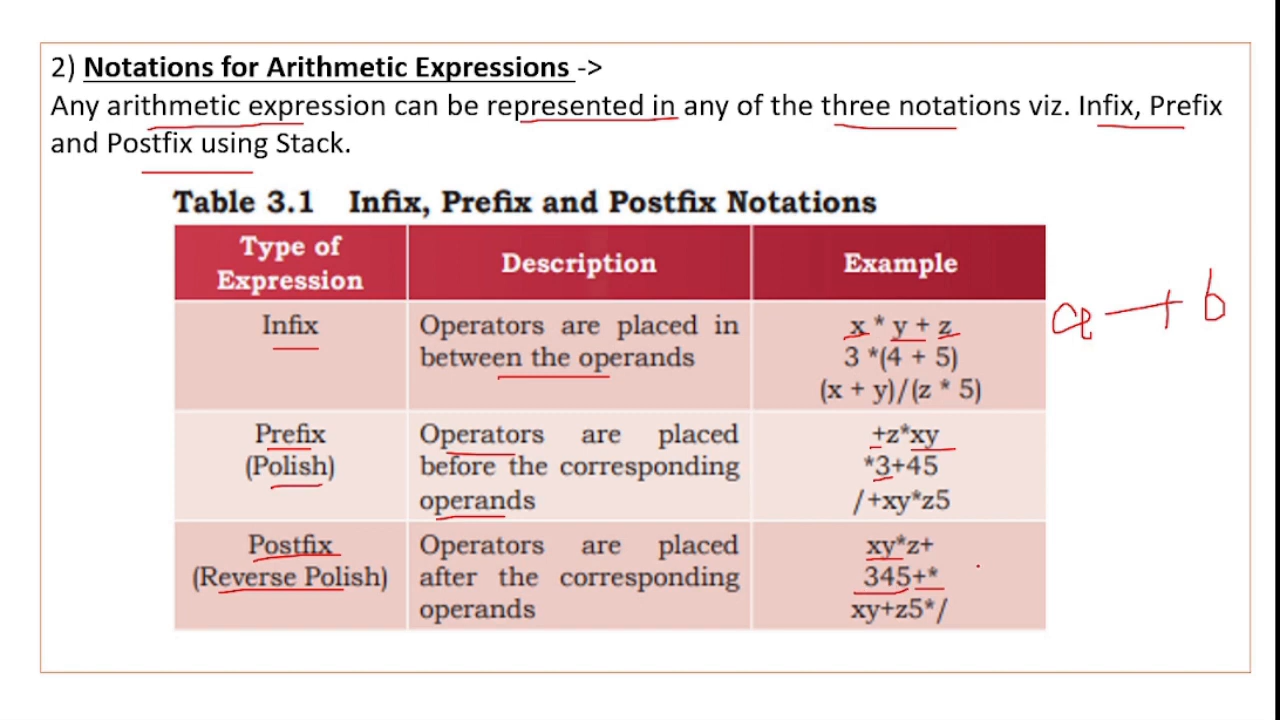 2) Notations for Arithmetic Expressions ->
Any arithmetic expression can be represented in any of the three notations viz. Infix, Prefix
and Postfix using Stack.
Table 3.1 Infix, Prefix and Postfix Notations
Type of
Expression
Description
Example
Infix
Operators are placed in
between the operands
x * y + z
3 *(4 + 5)
(x + y)/(z * 5)
a + b
Prefix
(Polish)
Operators are placed
before the corresponding
operands
+z*xy
*3+45
/+xy*z5
Postfix
(Reverse Polish)
Operators are placed
after the corresponding
operands
xy*z+
345+*
xy+z5*/